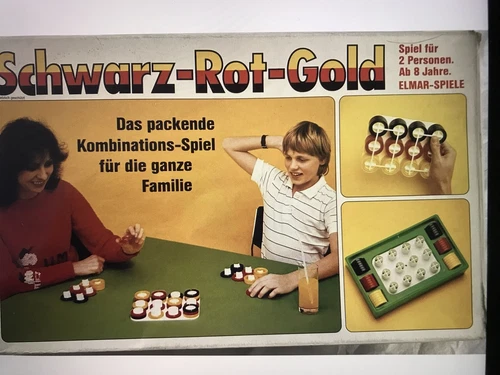 Schwarz-Rot-Gold
Spiel für
2 Personen.
Ab 8 Jahre.
ELMAR-SPIELE
Das packende
Kombinations-Spiel
für die ganze
Familie